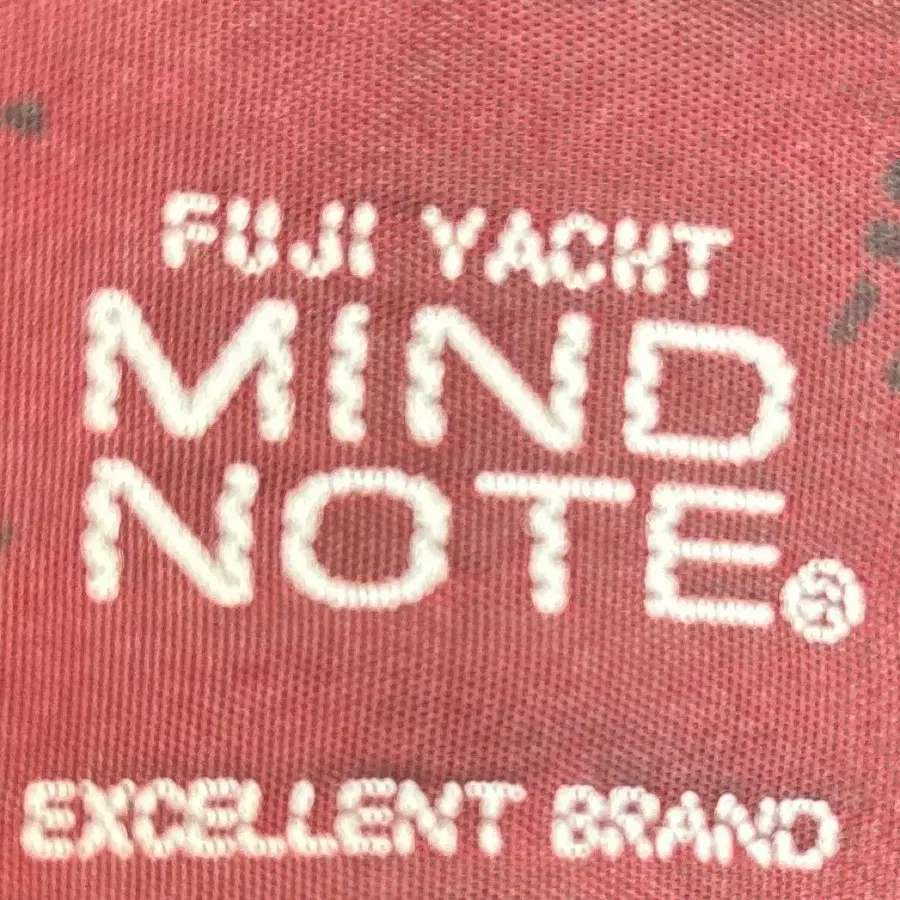 FUJI YACHT
MIND
NOTE®
EXCELLENT BRAND